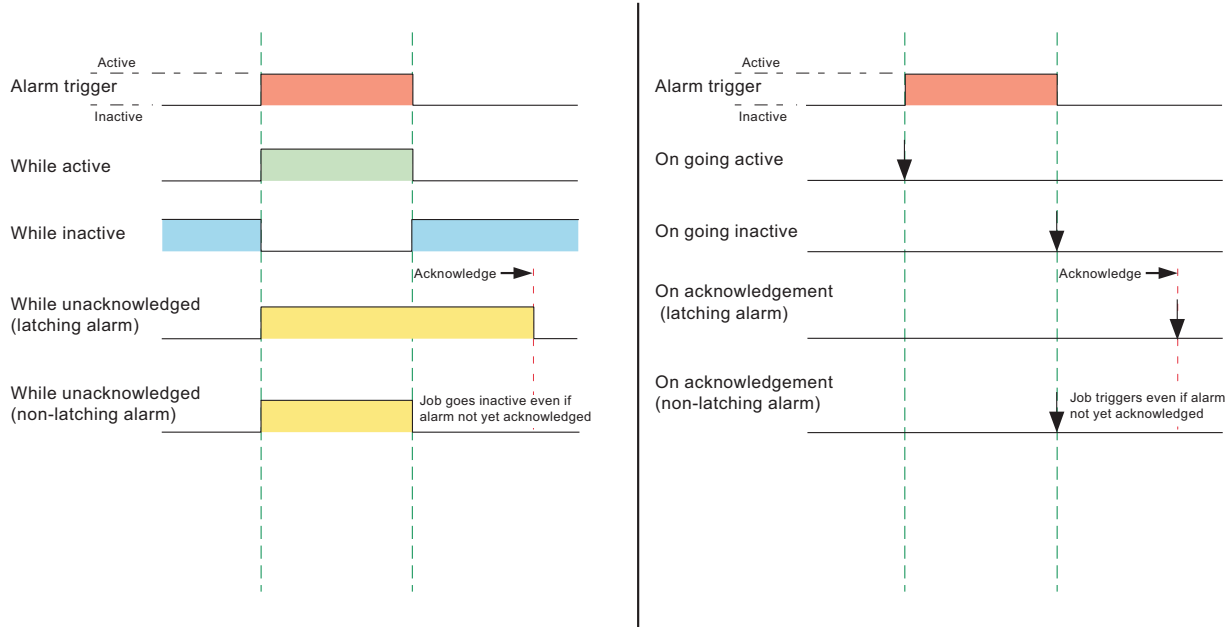 Active
Alarm trigger
Inactive
While active
While inactive
Acknowledge
While unacknowledged
(latching alarm)
While unacknowledged
(non-latching alarm)
Job goes inactive even if
alarm not yet acknowledged
Active
Alarm trigger
Inactive
On going active
On going inactive
Acknowledge
On acknowledgement
(latching alarm)
On acknowledgement
(non-latching alarm)
Job triggers even if alarm
not yet acknowledged